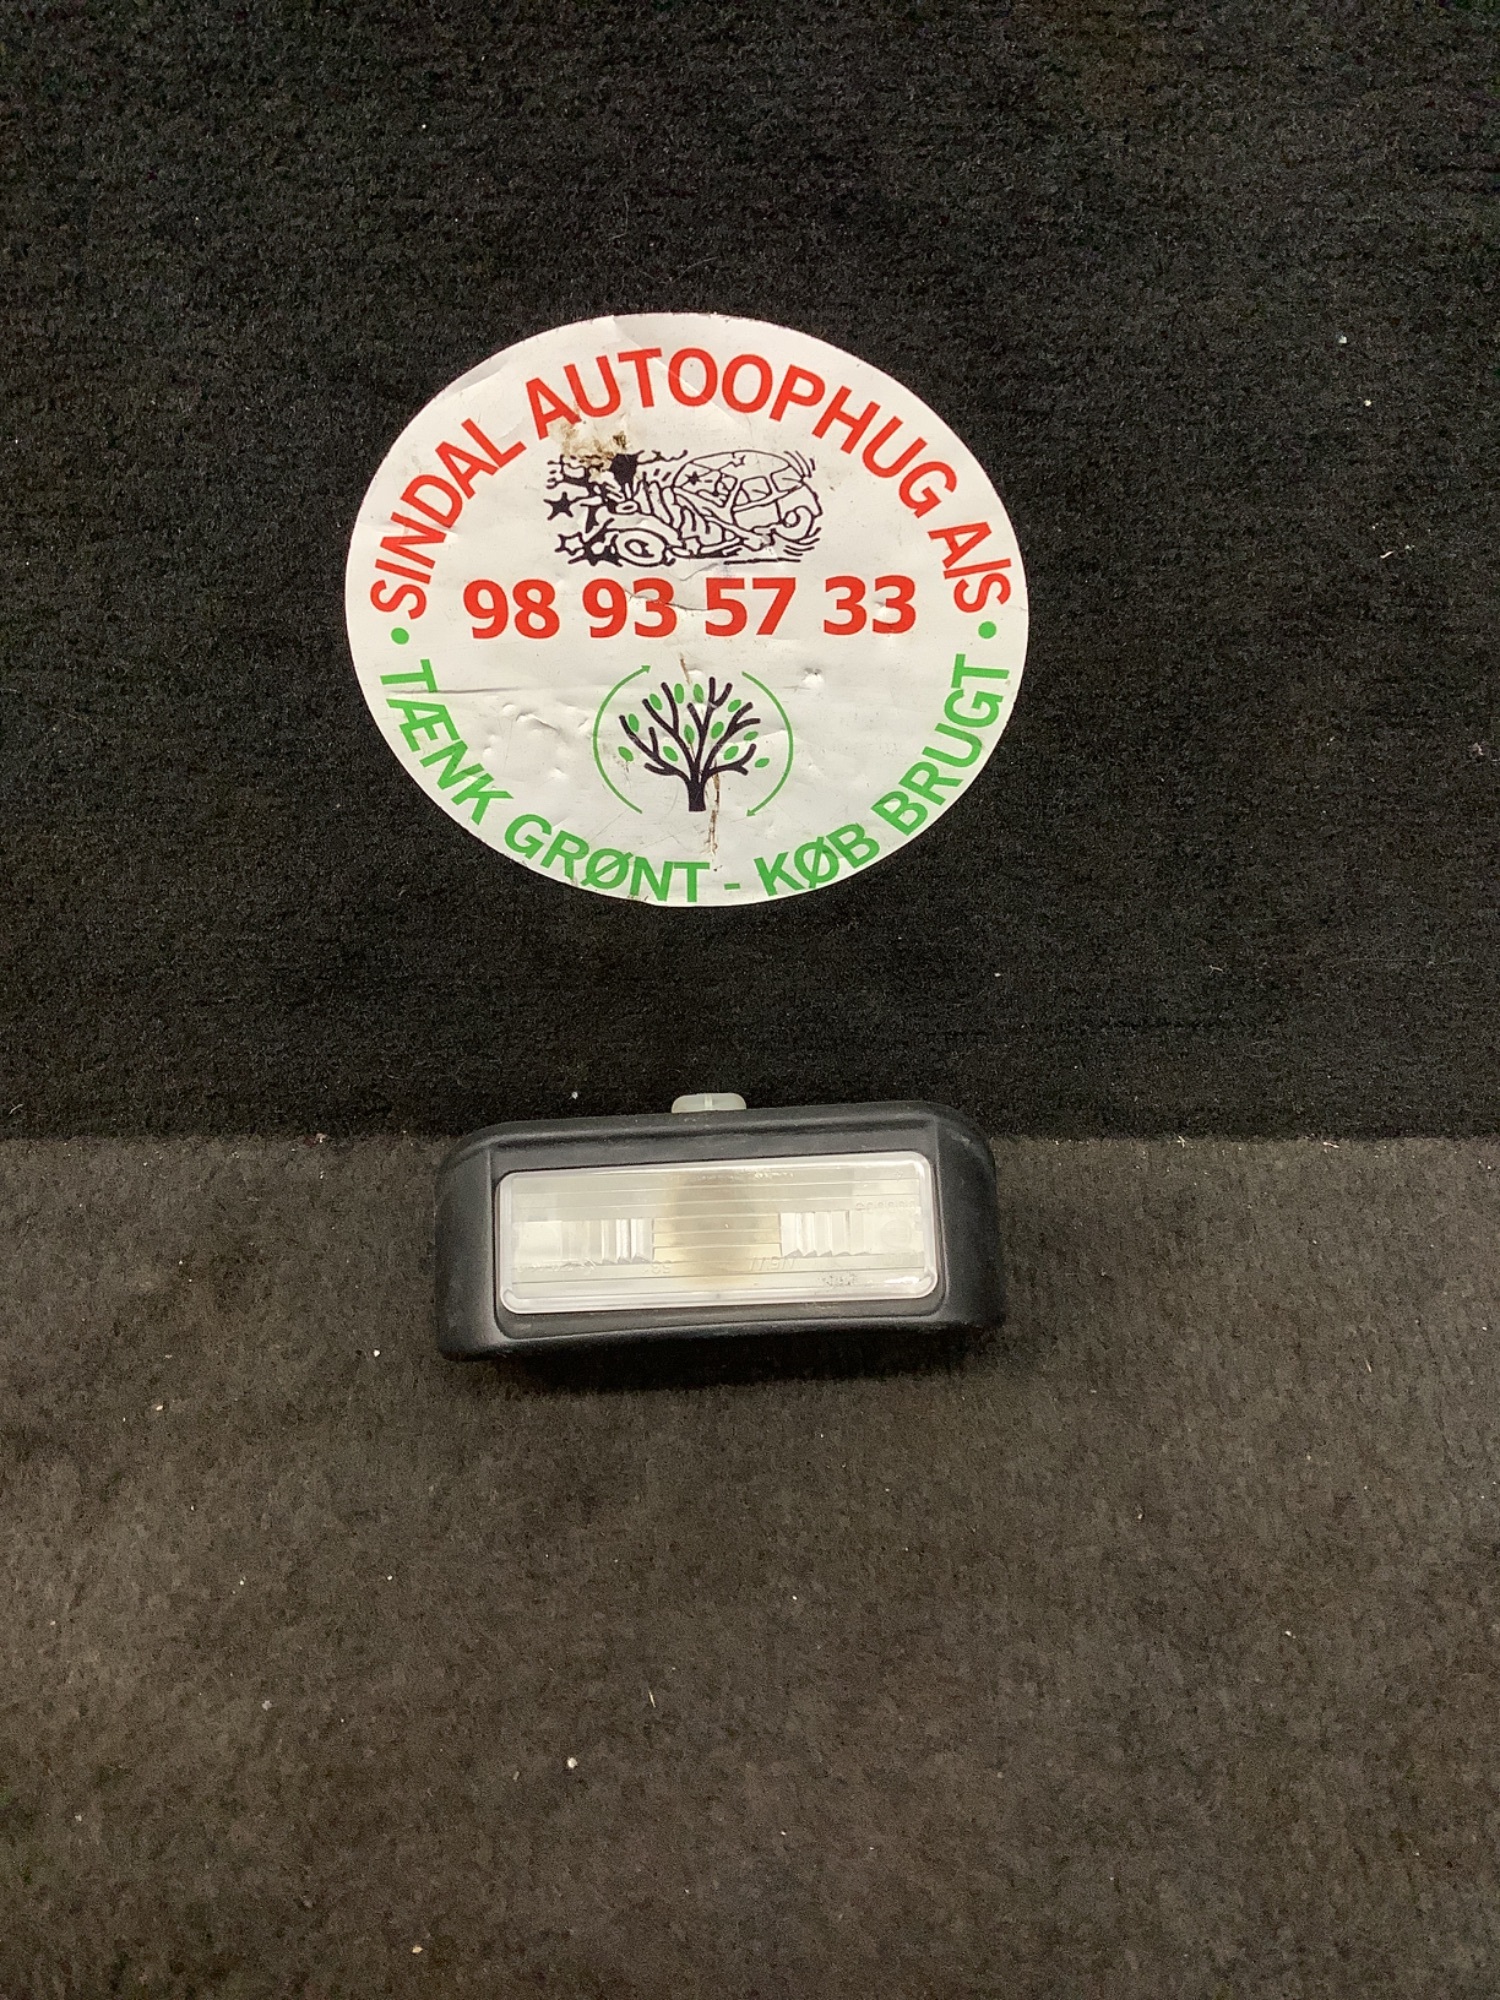 SINDAL AUTOOPHUG A/S
98 93 57 33
• TÆNK GRØNT - KØB BRUGT •